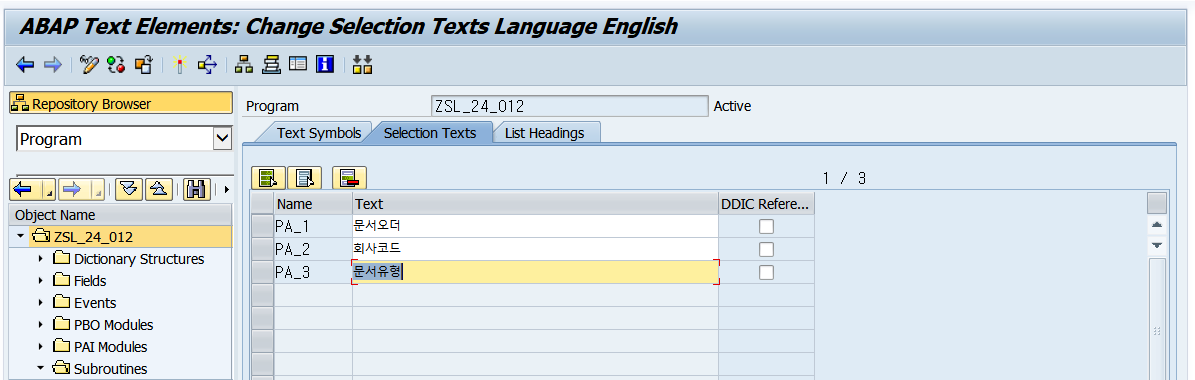 ABAP Text Elements: Change Selection Texts Language English
Repository Browser
Program
Program ZSL_24_012 Active
Text Symbols Selection Texts List Headings
1 / 3
Object Name
Name Text DDIC Refere...
ZSL_24_012
PA_1 문서오더
Dictionary Structures
PA_2 회사코드
Fields
PA_3 문서유형
Events
PBO Modules
PAI Modules
Subroutines